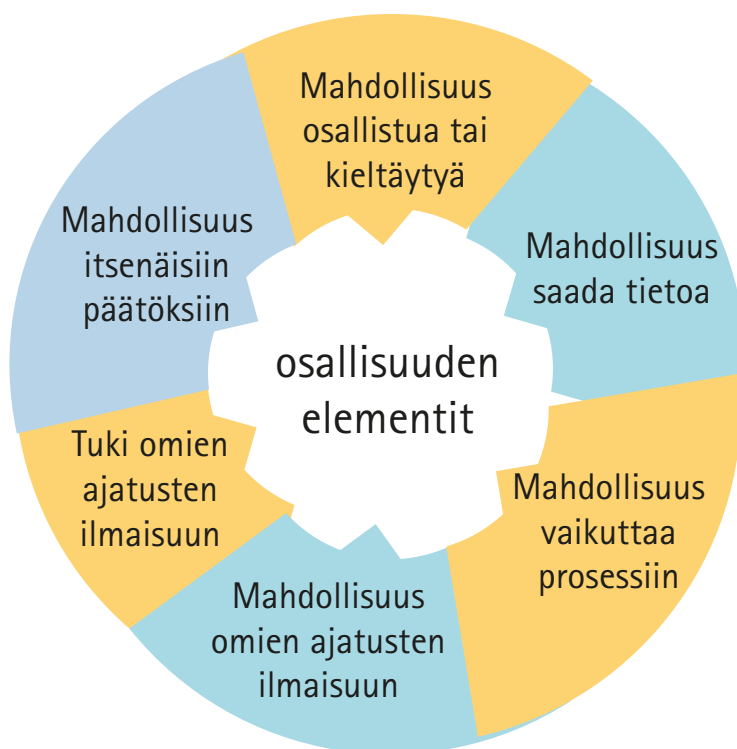 Mahdollisuus
osallistua tai
kieltäytyä
Mahdollisuus
saada tietoa
Mahdollisuus
vaikuttaa
prosessiin
Mahdollisuus
omien ajatusten
ilmaisuun
Tuki omien
ajatusten
ilmaisuun
Mahdollisuus
itsenäisiin
päätöksiin
osallisuuden
elementit